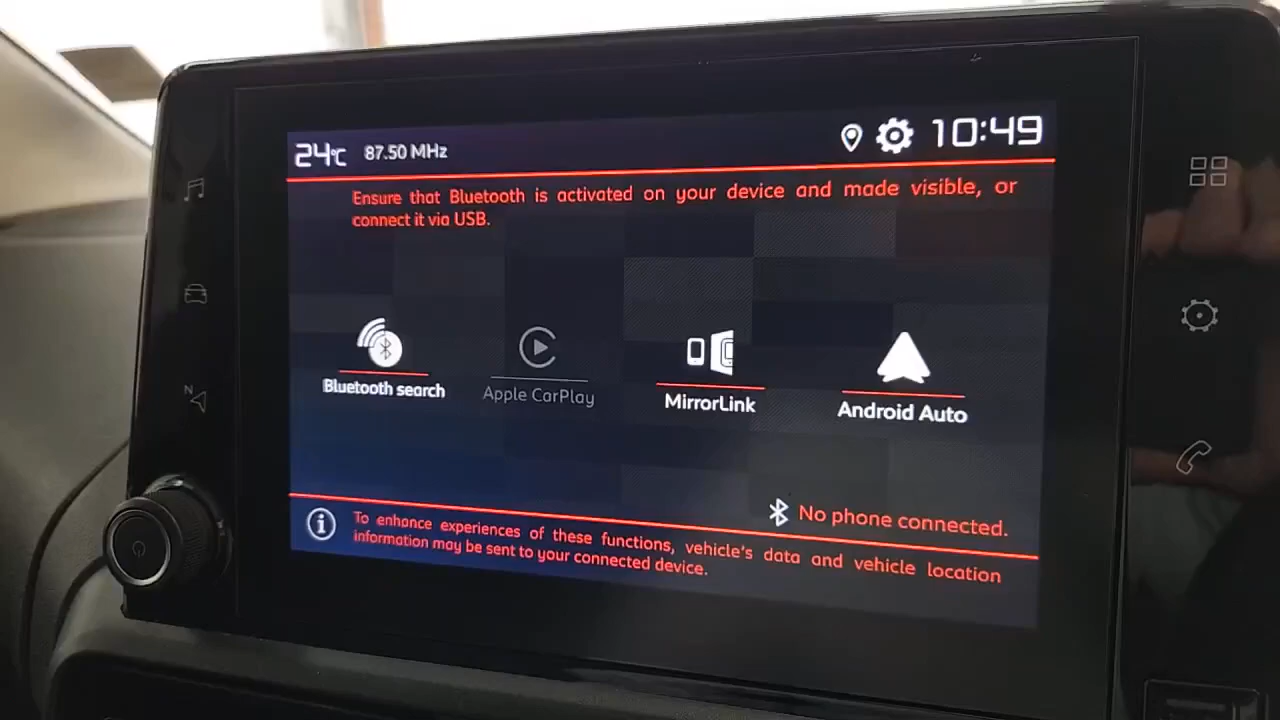 24°C 87.50 MHz 10:49
Ensure that Bluetooth is activated on your device and made visible, or
connect it via USB.
Bluetooth search Apple CarPlay MirrorLink Android Auto
No phone connected.
To enhance experiences of these functions, vehicle's data and vehicle location
information may be sent to your connected device.
N